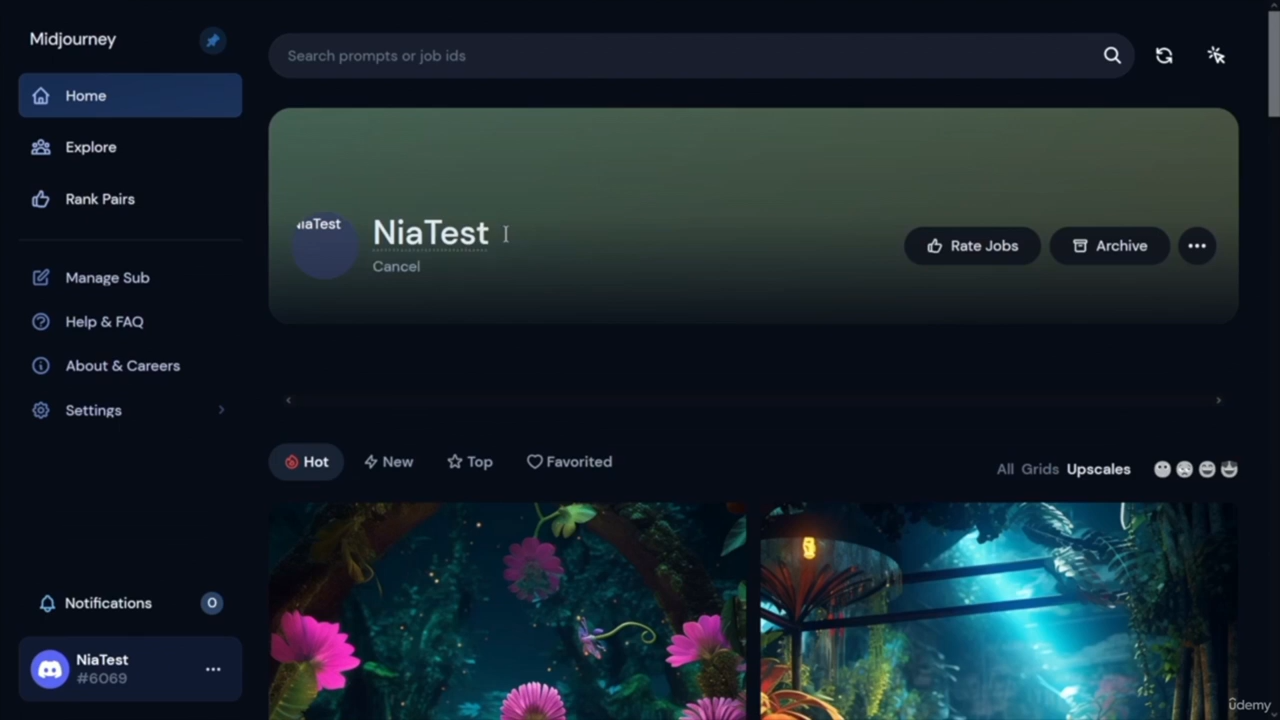 Midjourney
Search prompts or job ids
Home
Explore
Rank Pairs
Manage Sub
Help & FAQ
About & Careers
Settings
Notifications 0
NiaTest
#6069
NiaTest
NiaTest
Cancel
Rate Jobs
Archive
Hot
New
Top
Favorited
All Grids Upscales
ûdemy